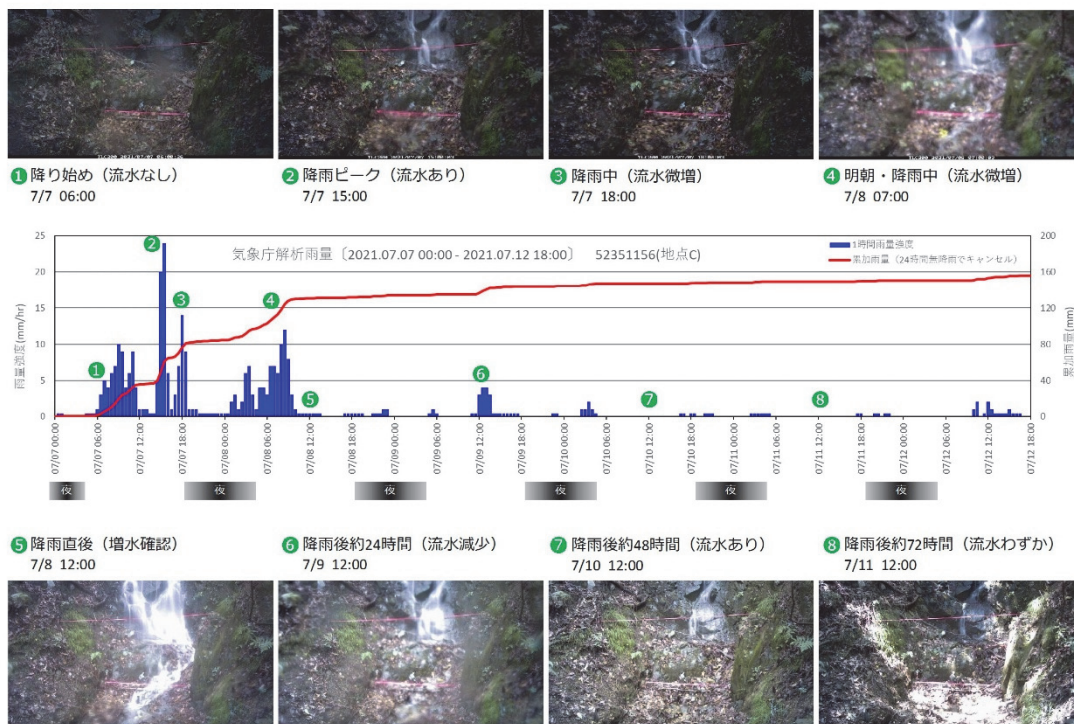 ❶降り始め（流水なし）
7/7 06:00
❷降雨ピーク（流水あり）
7/7 15:00
❸降雨中（流水微増）
7/7 18:00
❹明朝・降雨中（流水微増）
7/8 07:00
気象庁解析雨量〔2021.07.07 00:00 - 2021.07.12 18:00〕 52351156(地点C)
1時間雨量強度
累加雨量（24時間無降雨でキャンセル）
雨量強度(mm/hr)
25
20
15
10
5
0
累加雨量(mm)
200
160
120
80
40
0
❶
❷
❸
❹
❺
❻
❼
❽
07/07 00:00
07/07 06:00
07/07 12:00
07/07 18:00
07/08 00:00
07/08 06:00
07/08 12:00
07/08 18:00
07/09 00:00
07/09 06:00
07/09 12:00
07/09 18:00
07/10 00:00
07/10 06:00
07/10 12:00
07/10 18:00
07/11 00:00
07/11 06:00
07/11 12:00
07/11 18:00
07/12 00:00
07/12 06:00
07/12 12:00
07/12 18:00
夜
夜
夜
夜
夜
夜
❺降雨直後（増水確認）
7/8 12:00
❻降雨後約24時間（流水減少）
7/9 12:00
❼降雨後約48時間（流水あり）
7/10 12:00
❽降雨後約72時間（流水わずか）
7/11 12:00